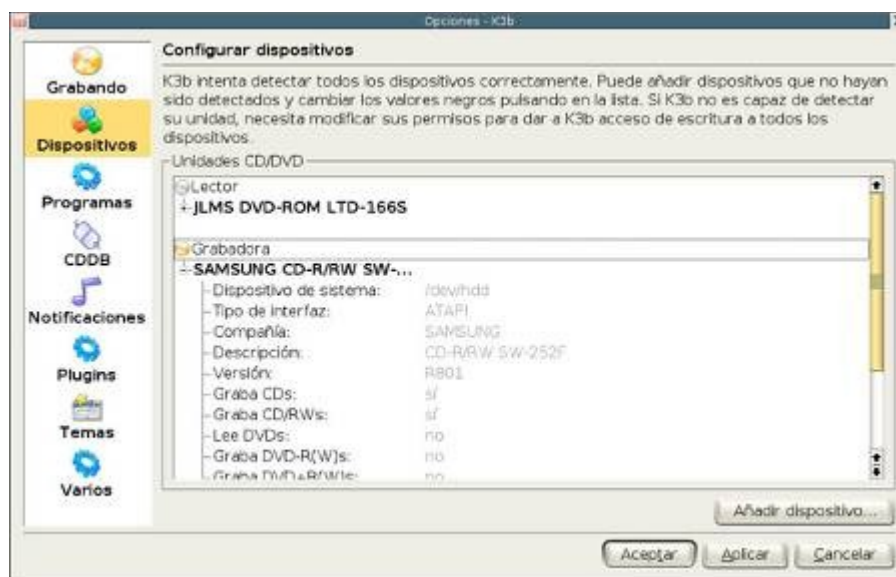 Opciones - K3b
Grabando
Dispositivos
Programas
CDDB
Notificaciones
Plugins
Temas
Varios
Configurar dispositivos
K3b intenta detectar todos los dispositivos correctamente. Puede añadir dispositivos que no hayan
sido detectados y cambiar los valores negros pulsando en la lista. Si K3b no es capaz de detectar
su unidad, necesita modificar sus permisos para dar a K3b acceso de escritura a todos los
dispositivos.
Unidades CD/DVD
Lector
JLMS DVD-ROM LTD-166S
Grabadora
SAMSUNG CD-R/RW SW-...
Dispositivo de sistema: /dev/hdd
Tipo de interfaz: ATAPI
Compañía: SAMSUNG
Descripción: CD-R/RW SW-252F
Versión: R801
Graba CDs: sí
Graba CD/RWs: sí
Lee DVDs: no
Graba DVD-R(W)s: no
Graba DVD+R(W)s: no
Añadir dispositivo...
Aceptar
Aplicar
Cancelar